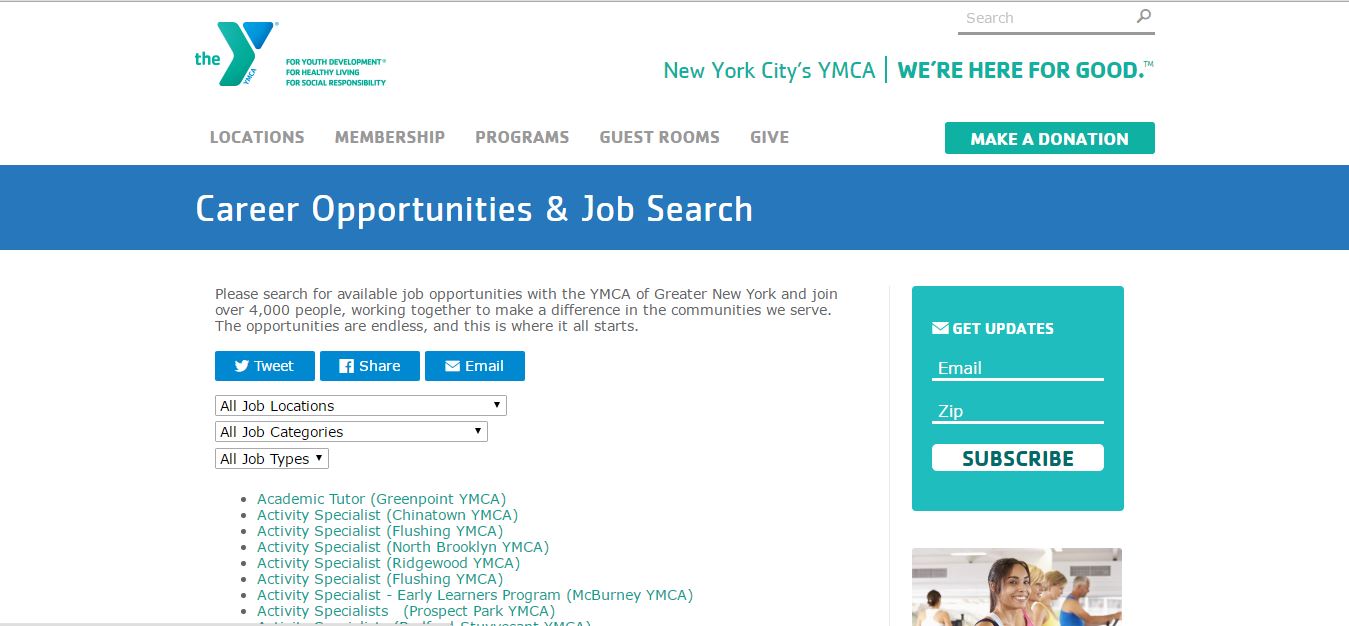 Search
the
YMCA
®
FOR YOUTH DEVELOPMENT®
FOR HEALTHY LIVING
FOR SOCIAL RESPONSIBILITY
New York City's YMCA | WE'RE HERE FOR GOOD.™
LOCATIONS MEMBERSHIP PROGRAMS GUEST ROOMS GIVE
MAKE A DONATION
Career Opportunities & Job Search
Please search for available job opportunities with the YMCA of Greater New York and join
over 4,000 people, working together to make a difference in the communities we serve.
The opportunities are endless, and this is where it all starts.
Tweet Share Email
All Job Locations
All Job Categories
All Job Types
Academic Tutor (Greenpoint YMCA)
Activity Specialist (Chinatown YMCA)
Activity Specialist (Flushing YMCA)
Activity Specialist (North Brooklyn YMCA)
Activity Specialist (Ridgewood YMCA)
Activity Specialist (Flushing YMCA)
Activity Specialist - Early Learners Program (McBurney YMCA)
Activity Specialists (Prospect Park YMCA)
GET UPDATES
Email
Zip
SUBSCRIBE